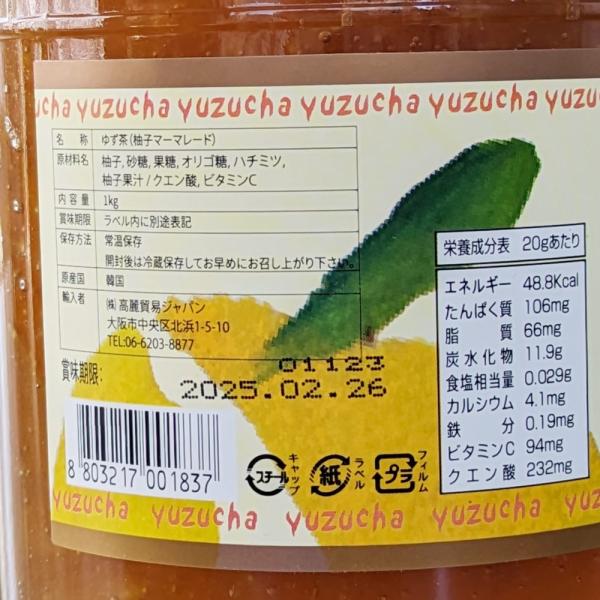 yuzucha yuzucha yuzucha yuzucha yuzu
名 称 ゆず茶(柚子マーマレード)
原材料名 柚子, 砂糖, 果糖, オリゴ糖, ハチミツ,
柚子果汁 / クエン酸, ビタミンC
内容量 1kg
賞味期限 ラベル内に別途表記
保存方法 常温保存
開封後は冷蔵保存してお早めにお召し上がり下さい。
原産国 韓国
輸入者 ㈱ 高麗貿易ジャパン
大阪市中央区北浜1-5-10
TEL:06-6203-8877
賞味期限: 01123
2025.02.26
8 803217 001837
スチール キャップ
紙 ラベル
プラ フィルム
栄養成分表 20gあたり
エネルギー 48.8Kcal
たんぱく質 106mg
脂 質 66mg
炭水化物 11.9g
食塩相当量 0.029g
カルシウム 4.1mg
鉄 分 0.19mg
ビタミンC 94mg
クエン酸 232mg
yuzucha yuzucha yuzucha yuzucha yu